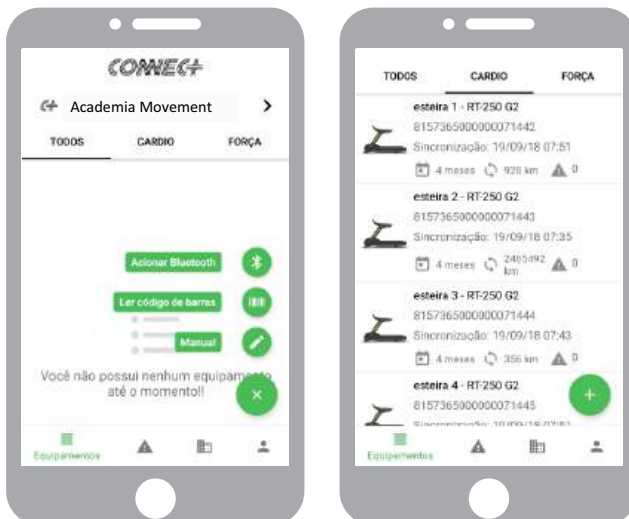 CONNEC+
C+ Academia Movement >
TODOS CARDIO FORÇA
Acionar Bluetooth
Ler código de barras
Manual
Você não possui nenhum equipamento
até o momento!!
Equipamentos
TODOS CARDIO FORÇA
esteira 1 - RT-250 G2
8157365000000071442
Sincronização: 19/09/18 07:51
4 meses 928 km 0
esteira 2 - RT-250 G2
8157365000000071443
Sincronização: 19/09/18 07:35
4 meses 2465492 km 0
esteira 3 - RT-250 G2
8157365000000071444
Sincronização: 19/09/18 07:43
4 meses 356 km 0
esteira 4 - RT-250 G2
8157365000000071445
Equipamentos